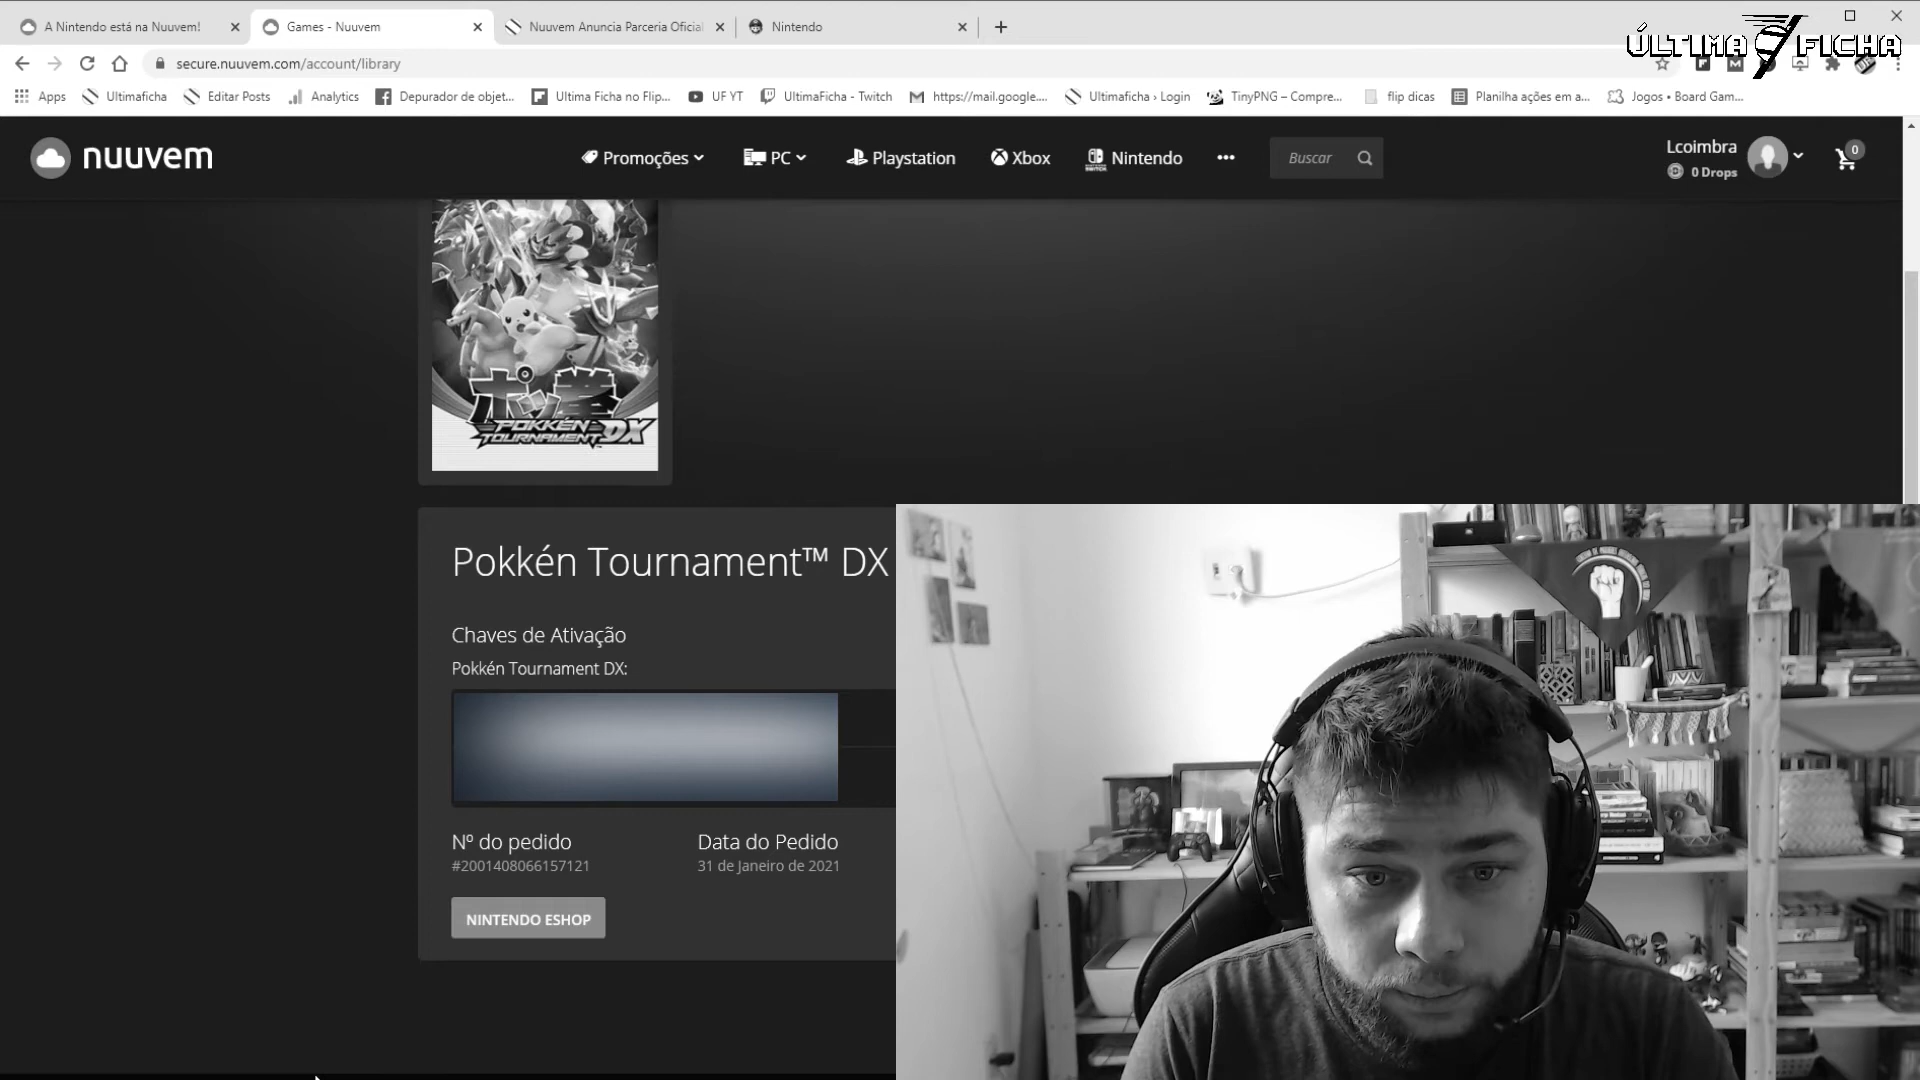 A Nintendo está na Nuuvem!
Games - Nuuvem
Nuuvem Anuncia Parceria Oficial
Nintendo
ÚLTIMA FICHA
secure.nuuvem.com/account/library
Apps
Ultimaficha
Editar Posts
Analytics
Depurador de objet...
Ultima Ficha no Flip...
UF YT
UltimaFicha - Twitch
https://mail.google....
Ultimaficha › Login
TinyPNG – Compre...
flip dicas
Planilha ações em a...
Jogos • Board Gam...
nuuvem
Promoções
PC
Playstation
Xbox
Nintendo
Buscar
Lcoimbra
0 Drops
0
ポッ拳
POKKÉN
TOURNAMENT DX
Pokkén Tournament™ DX
Chaves de Ativação
Pokkén Tournament DX:
Nº do pedido
Data do Pedido
#2001408066157121
31 de Janeiro de 2021
NINTENDO ESHOP